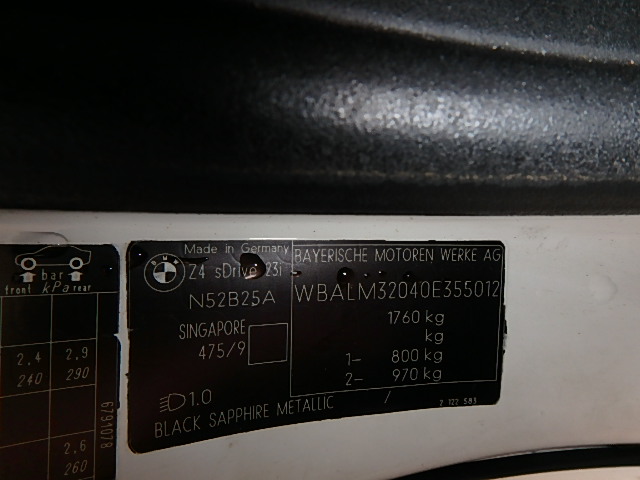 bar
front kPa rear
2.4 2.9
240 290
2.6
260
6791078
BMW
Made in Germany
Z4 sDrive 23i
N52B25A
SINGAPORE
475/9
1.0
BLACK SAPPHIRE METALLIC /
BAYERISCHE MOTOREN WERKE AG
WBALM32040E355012
1760 kg
kg
1- 800 kg
2- 970 kg
7 122 583